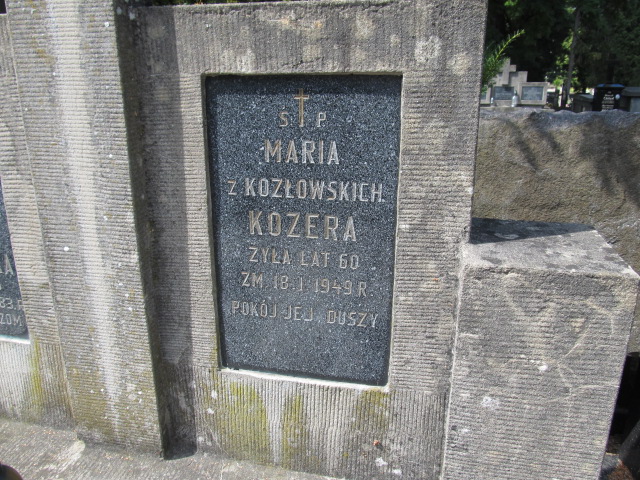 S P
MARIA
Z KOZŁOWSKICH
KOZERA
ŻYŁA LAT 60
ZM 18.I.1949 R.
POKÓJ JEJ DUSZY